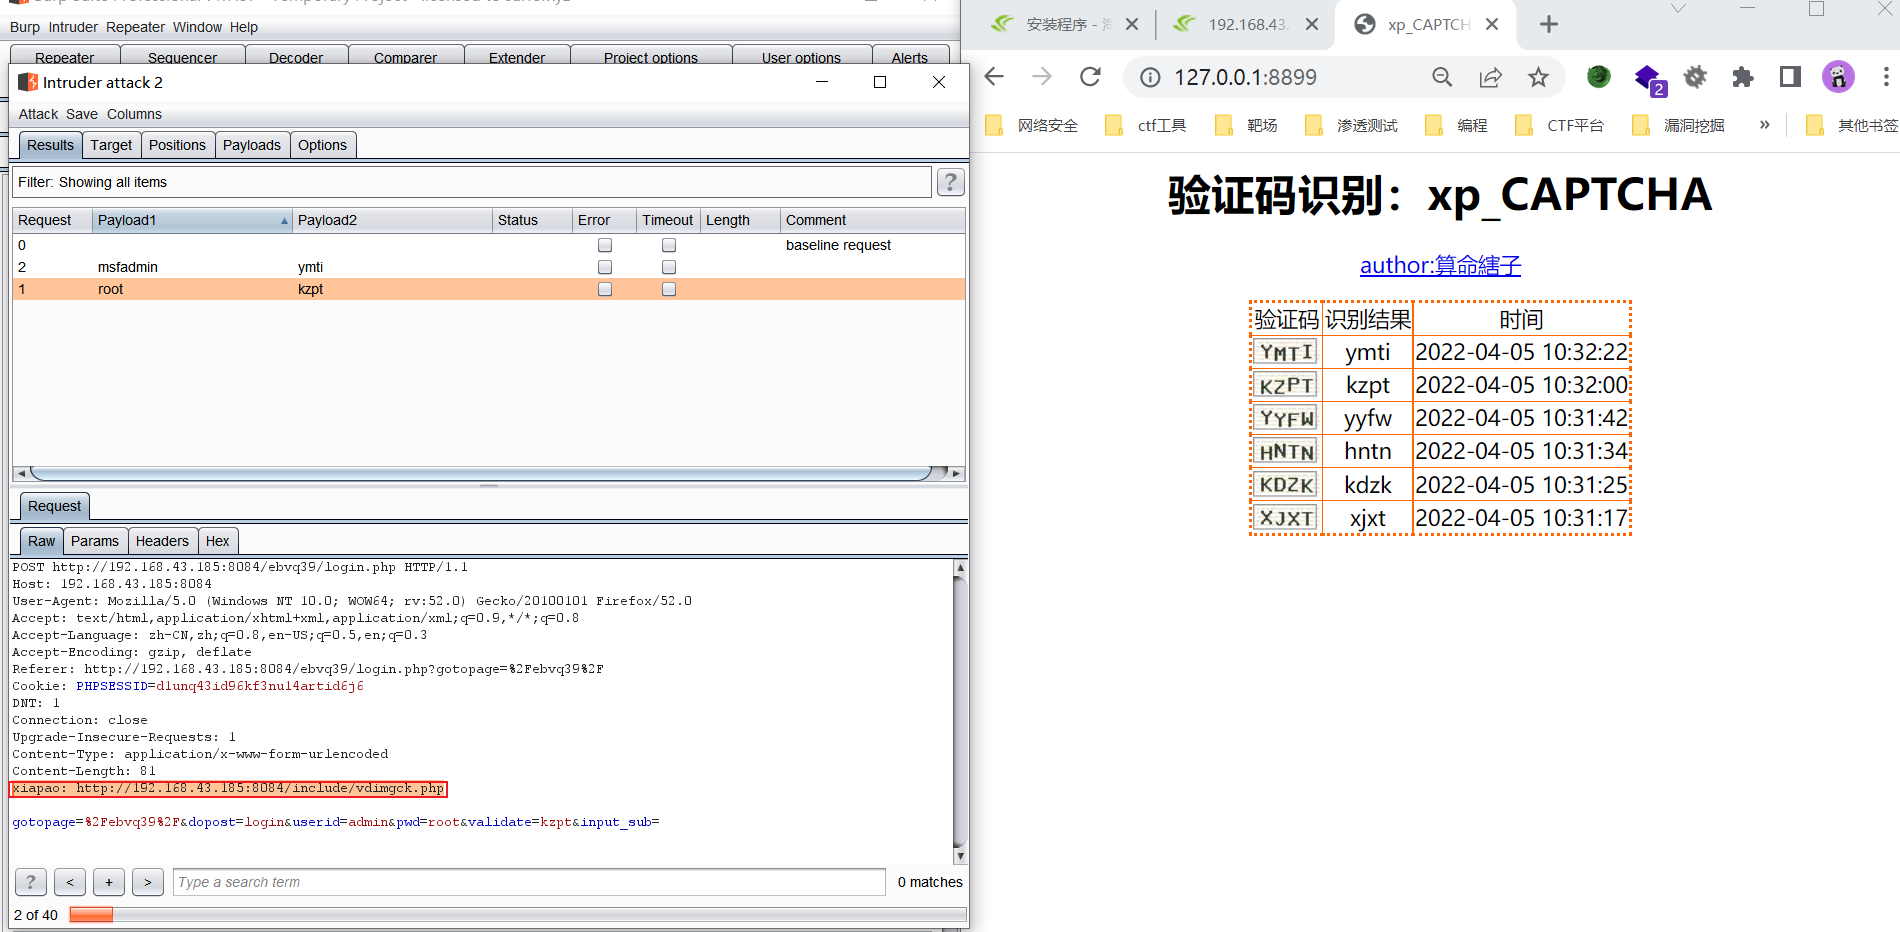 Burp Intruder Repeater Window Help
Repeater Sequencer Decoder Comparer Extender Project options User options Alerts
Intruder attack 2
Attack Save Columns
Results Target Positions Payloads Options
Filter: Showing all items
?
Request Payload1 Payload2 Status Error Timeout Length Comment
0 baseline request
2 msfadmin ymti
1 root kzpt
Request
Raw Params Headers Hex
POST http://192.168.43.185:8084/ebvq39/login.php HTTP/1.1
Host: 192.168.43.185:8084
User-Agent: Mozilla/5.0 (Windows NT 10.0; WOW64; rv:52.0) Gecko/20100101 Firefox/52.0
Accept: text/html,application/xhtml+xml,application/xml;q=0.9,*/*;q=0.8
Accept-Language: zh-CN,zh;q=0.8,en-US;q=0.5,en;q=0.3
Accept-Encoding: gzip, deflate
Referer: http://192.168.43.185:8084/ebvq39/login.php?gotopage=%2Febvq39%2F
Cookie: PHPSESSID=d1unq43id96kf3nu14artid6j6
DNT: 1
Connection: close
Upgrade-Insecure-Requests: 1
Content-Type: application/x-www-form-urlencoded
Content-Length: 81
xiapao: http://192.168.43.185:8084/include/vdimgck.php
gotopage=%2Febvq39%2F&dopost=login&userid=admin&pwd=root&validate=kzpt&input_sub=
? < + > Type a search term 0 matches
2 of 40
安装程序 - 192.168.43. xp_CAPTCH
127.0.0.1:8899
2
网络安全 ctf工具 靶场 渗透测试 编程 CTF平台 漏洞挖掘 » 其他书签
验证码识别：xp_CAPTCHA
author:算命縖子
验证码 识别结果 时间
YMTI ymti 2022-04-05 10:32:22
KZPT kzpt 2022-04-05 10:32:00
YYFW yyfw 2022-04-05 10:31:42
HNTN hntn 2022-04-05 10:31:34
KDZK kdzk 2022-04-05 10:31:25
XJXT xjxt 2022-04-05 10:31:17